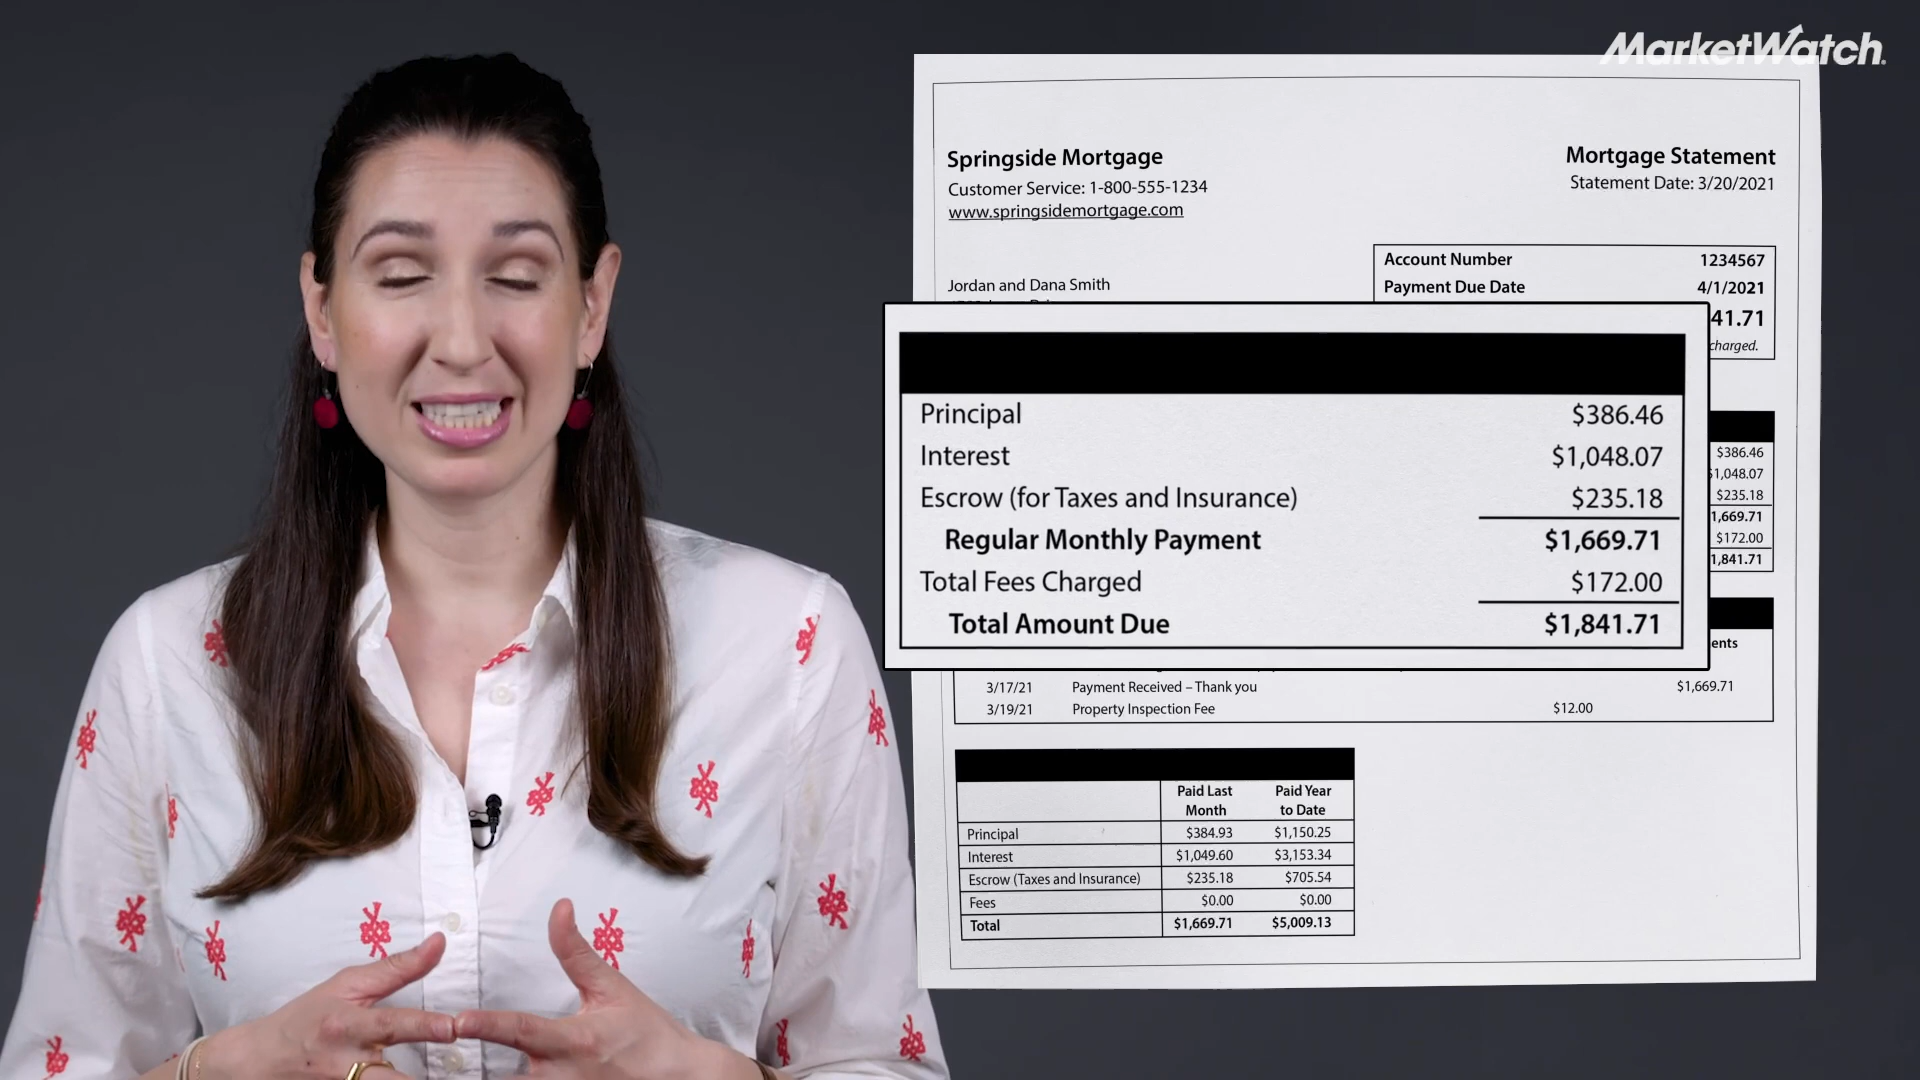 MarketWatch
Springside Mortgage
Customer Service: 1-800-555-1234
www.springsidemortgage.com
Mortgage Statement
Statement Date: 3/20/2021
Jordan and Dana Smith
Account Number 1234567
Payment Due Date 4/1/2021
41.71
charged.
Principal $386.46
Interest $1,048.07
Escrow (for Taxes and Insurance) $235.18
Regular Monthly Payment $1,669.71
Total Fees Charged $172.00
Total Amount Due $1,841.71
$386.46
$1,048.07
$235.18
1,669.71
$172.00
1,841.71
ents
3/17/21 Payment Received – Thank you $1,669.71
3/19/21 Property Inspection Fee $12.00
Paid Last Month Paid Year to Date
Principal $384.93 $1,150.25
Interest $1,049.60 $3,153.34
Escrow (Taxes and Insurance) $235.18 $705.54
Fees $0.00 $0.00
Total $1,669.71 $5,009.13